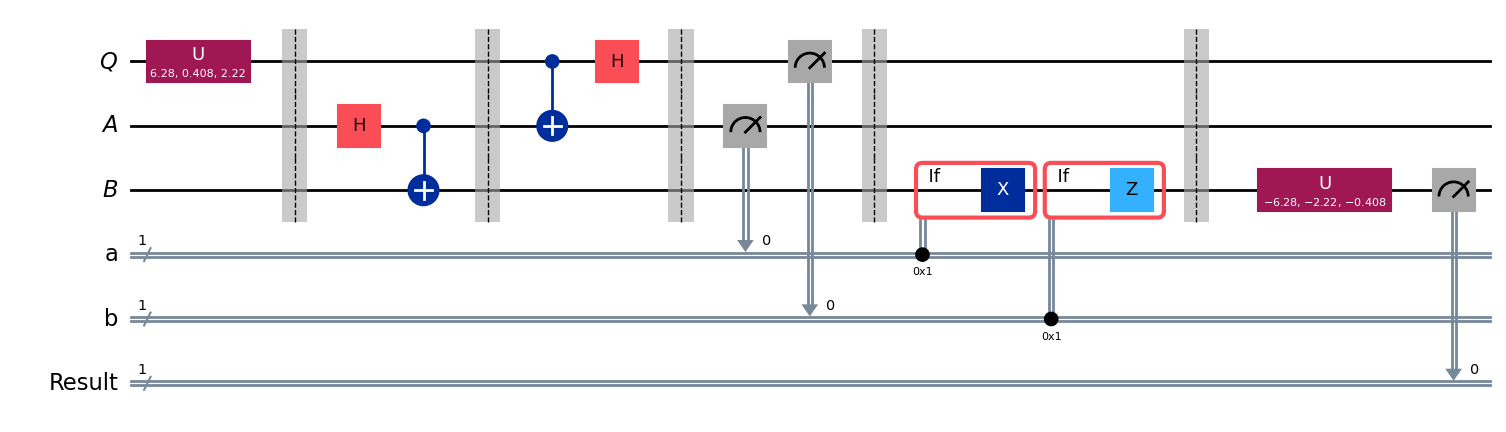 Q
U
6.28, 0.408, 2.22
H
A
H
B
If
X
If
Z
U
−6.28, −2.22, −0.408
a
1
0
0x1
b
1
0
0x1
Result
1
0